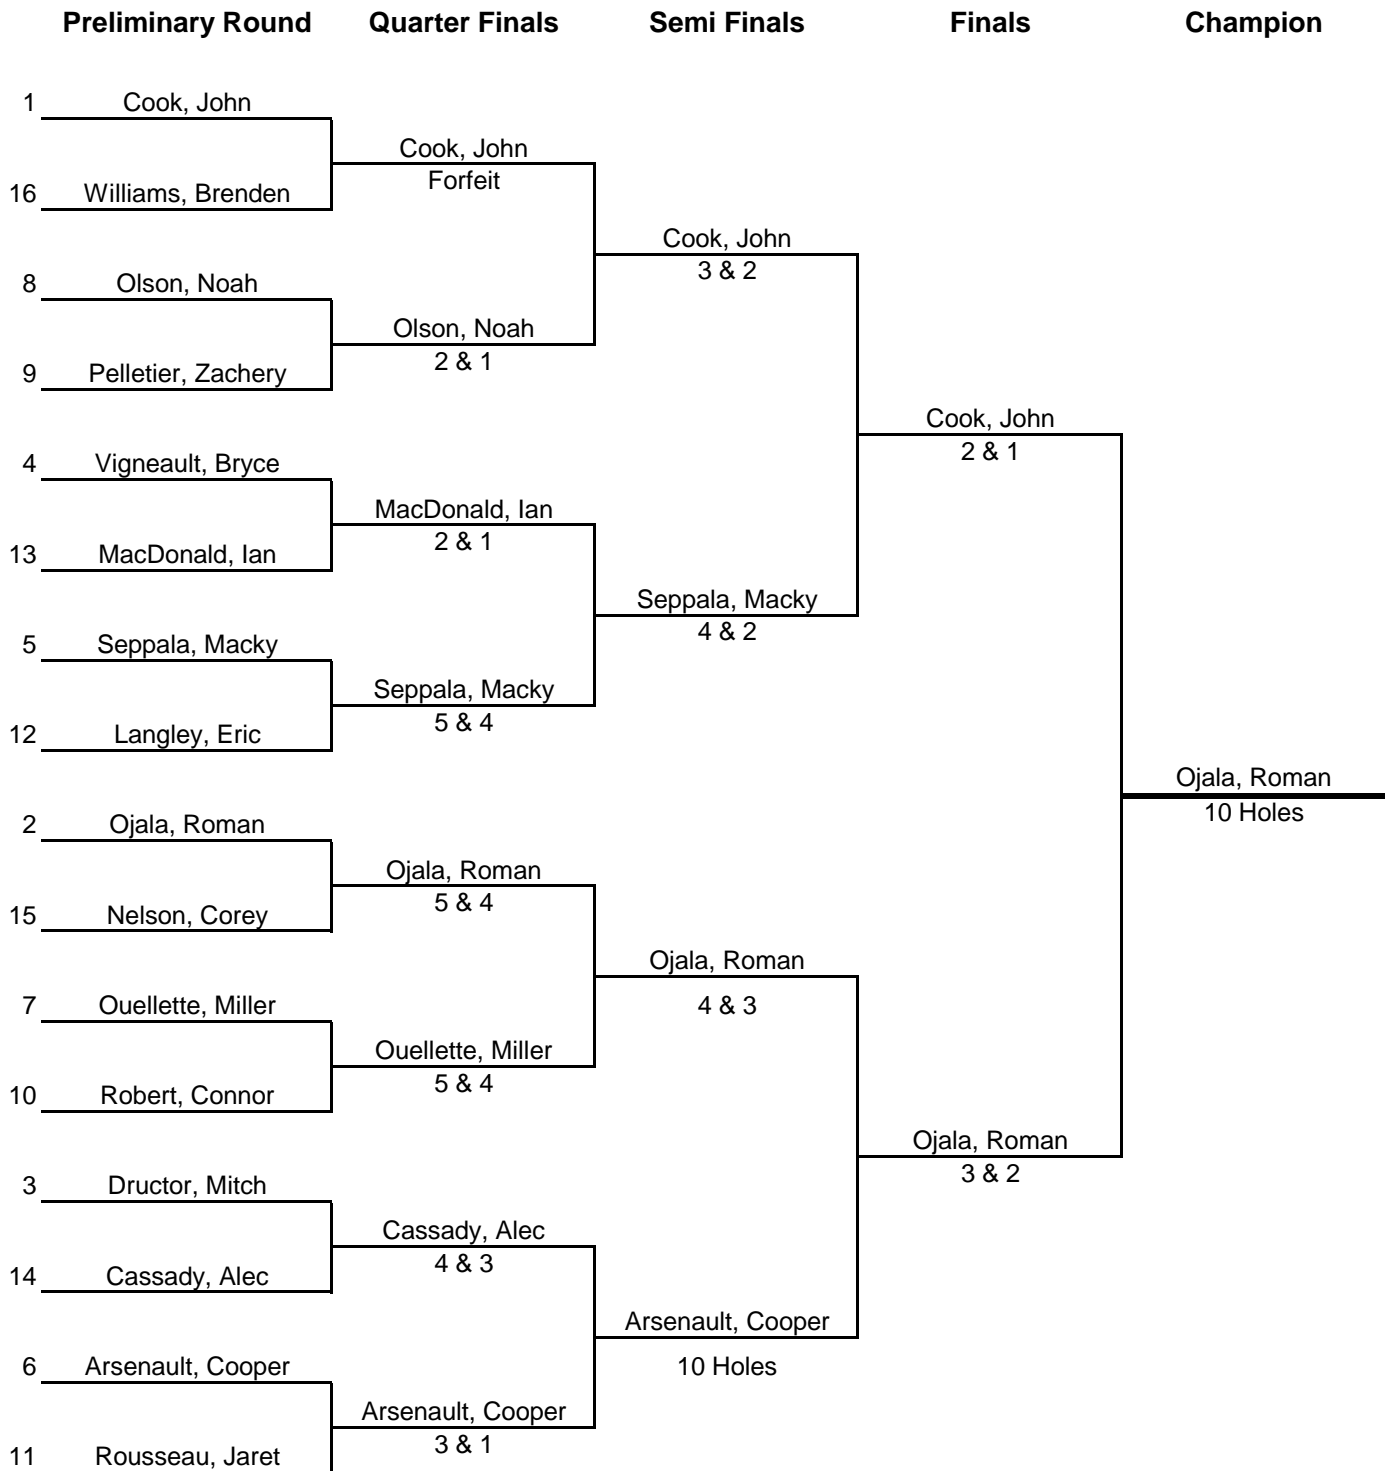 Preliminary Round Quarter Finals Semi Finals Finals Champion
1 Cook, John
Cook, John
Forfeit
16 Williams, Brenden
Cook, John
3 & 2
8 Olson, Noah
Olson, Noah
2 & 1
9 Pelletier, Zachery
Cook, John
2 & 1
4 Vigneault, Bryce
MacDonald, Ian
2 & 1
13 MacDonald, Ian
Seppala, Macky
4 & 2
5 Seppala, Macky
Seppala, Macky
5 & 4
12 Langley, Eric
Ojala, Roman
10 Holes
2 Ojala, Roman
Ojala, Roman
5 & 4
15 Nelson, Corey
Ojala, Roman
4 & 3
7 Ouellette, Miller
Ouellette, Miller
5 & 4
10 Robert, Connor
Ojala, Roman
3 & 2
3 Dructor, Mitch
Cassady, Alec
4 & 3
14 Cassady, Alec
Arsenault, Cooper
10 Holes
6 Arsenault, Cooper
Arsenault, Cooper
3 & 1
11 Rousseau, Jaret